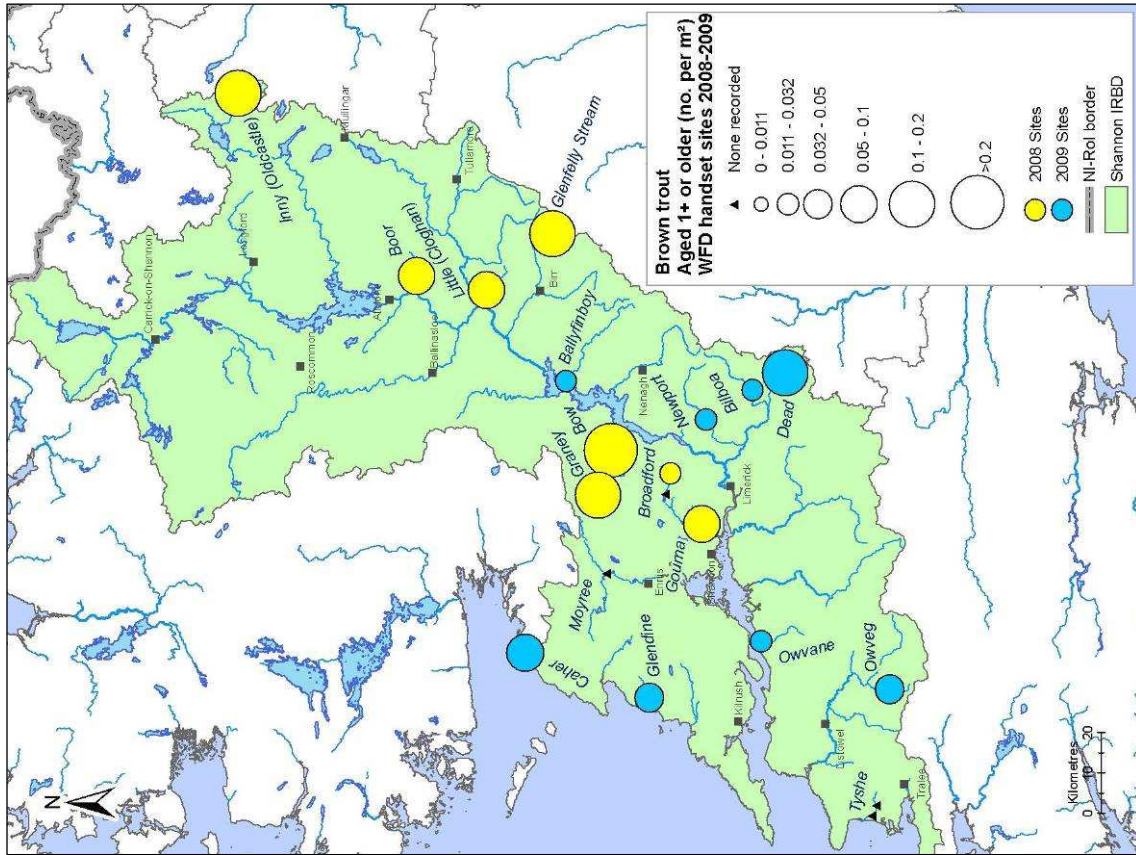 N
Carrick-on-Shannon
Longford
Inny (Oldcastle)
Mullingar
Roscommon
Athlone
Boor
Ballinasloe
Little (Cloghan)
Tullamore
Birr
Glenfelly Stream
Ballyfinboy
Bow
Graney
Nenagh
Newport
Bilboa
Dead
Broadford
Limerick
Gourna
Shannon
Ennis
Moyree
Caher
Glendine
Kilrush
Owvane
Owveg
Listowel
Tyshe
Tralee
Kilometres
0 10 20
Brown trout
Aged 1+ or older (no. per m²)
WFD handset sites 2008-2009
None recorded
0 - 0.011
0.011 - 0.032
0.032 - 0.05
0.05 - 0.1
0.1 - 0.2
>0.2
2008 Sites
2009 Sites
NI-RoI border
Shannon IRBD